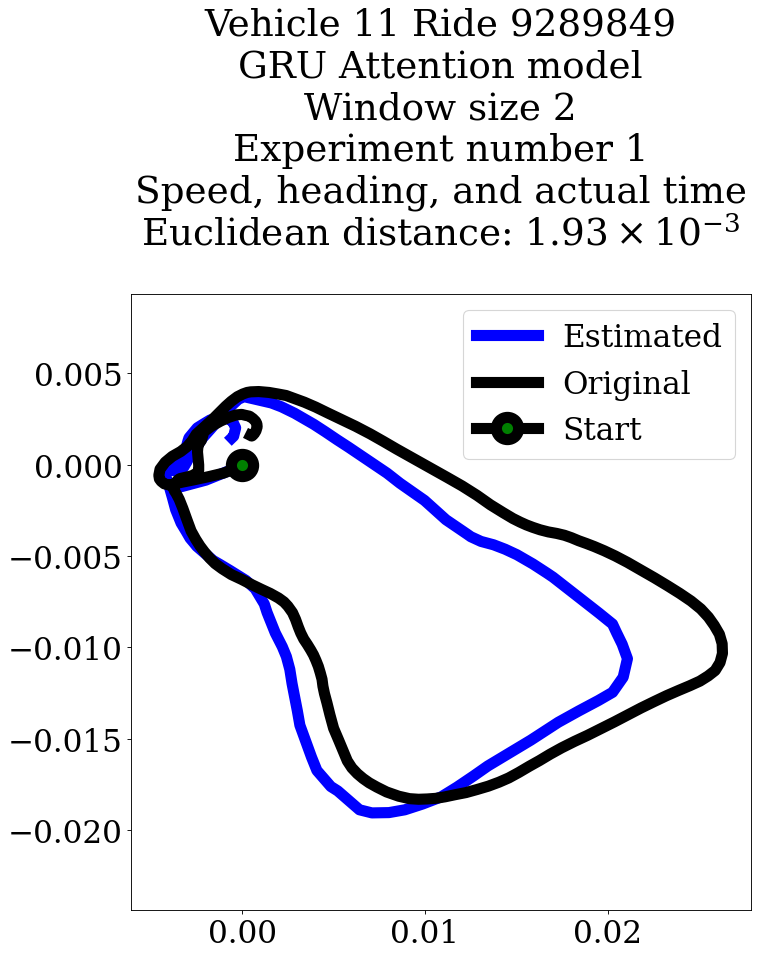 Vehicle 11 Ride 9289849
GRU Attention model
Window size 2
Experiment number 1
Speed, heading, and actual time
Euclidean distance: 1.93 × 10⁻³
Estimated
Original
Start
0.005
0.000
−0.005
−0.010
−0.015
−0.020
0.00 0.01 0.02